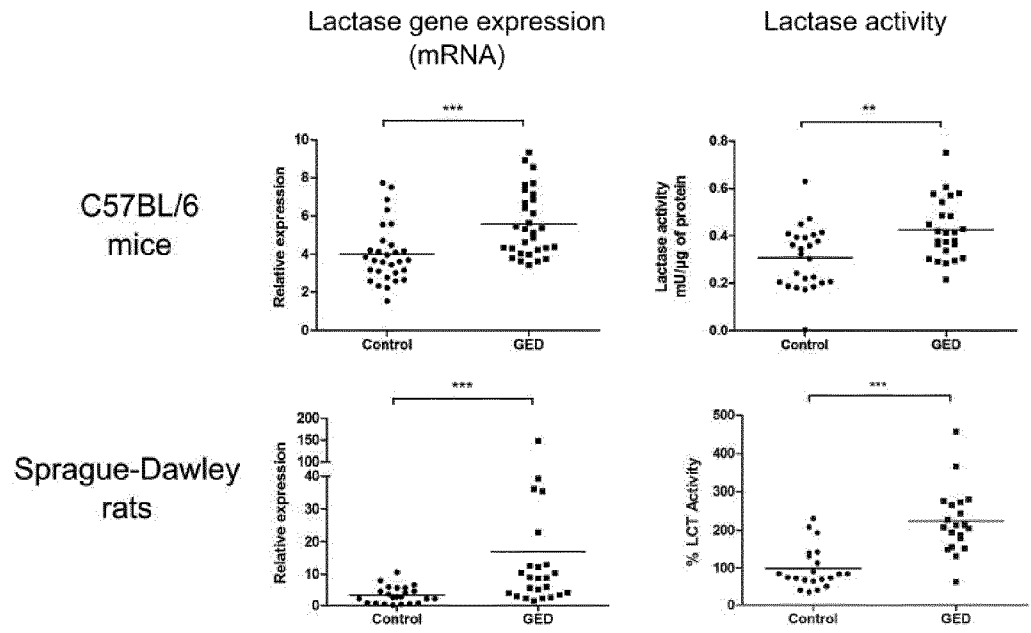 Lactase gene expression
(mRNA)
Lactase activity
C57BL/6
mice
***
Relative expression
10
8
6
4
2
0
Control
GED
**
Lactase activity
mU/µg of protein
0.8
0.6
0.4
0.2
0.0
Control
GED
Sprague-Dawley
rats
***
Relative expression
200
150
100
40
30
20
10
0
Control
GED
***
% LCT Activity
500
400
300
200
100
0
Control
GED